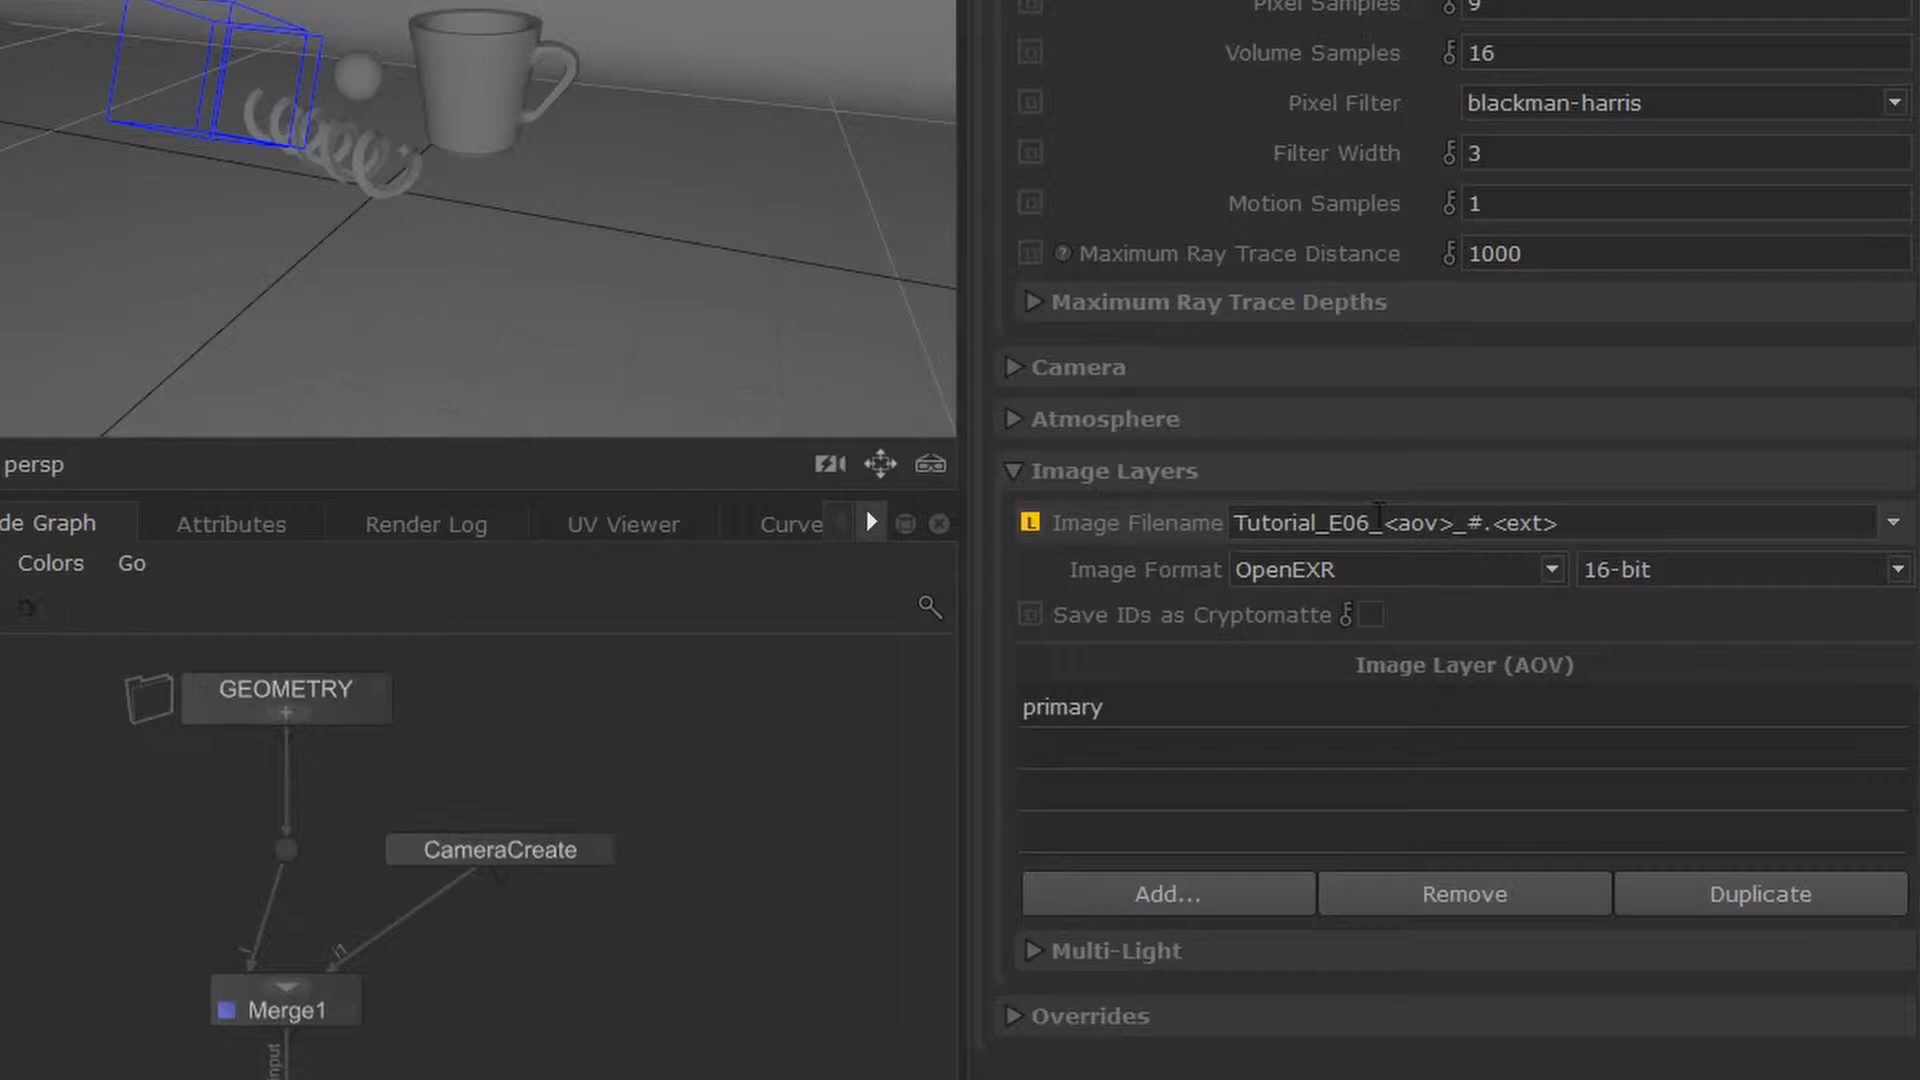 Pixel Samples 9
Volume Samples 16
Pixel Filter blackman-harris
Filter Width 3
Motion Samples 1
Maximum Ray Trace Distance 1000
Maximum Ray Trace Depths
Camera
Atmosphere
Image Layers
L Image Filename Tutorial_E06_<aov>_#.<ext>
Image Format OpenEXR 16-bit
Save IDs as Cryptomatte
Image Layer (AOV)
primary
Add... Remove Duplicate
Multi-Light
Overrides
persp
de Graph Attributes Render Log UV Viewer Curve
Colors Go
GEOMETRY
CameraCreate
Merge1
input